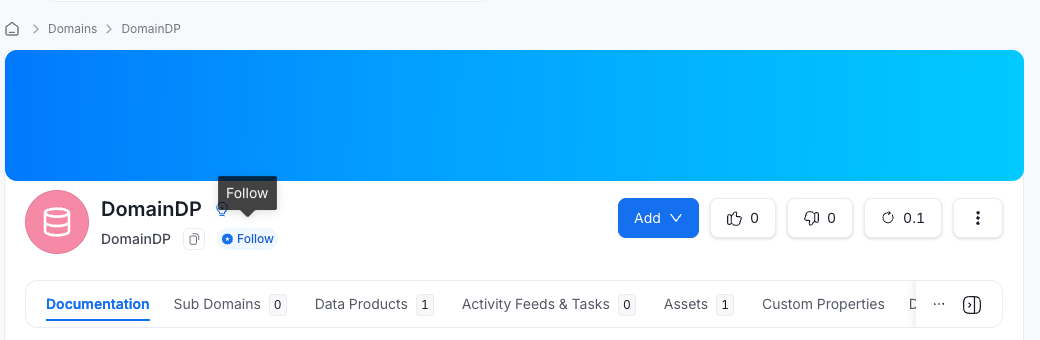 Domains > DomainDP
Follow
DomainDP
DomainDP Follow
Add 0 0 0.1
Documentation Sub Domains 0 Data Products 1 Activity Feeds & Tasks 0 Assets 1 Custom Properties